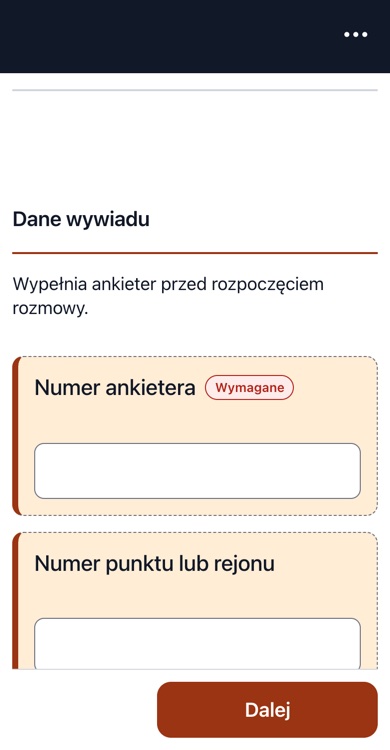 Dane wywiadu
Wypełnia ankieter przed rozpoczęciem
rozmowy.
Numer ankietera Wymagane
Numer punktu lub rejonu
Dalej